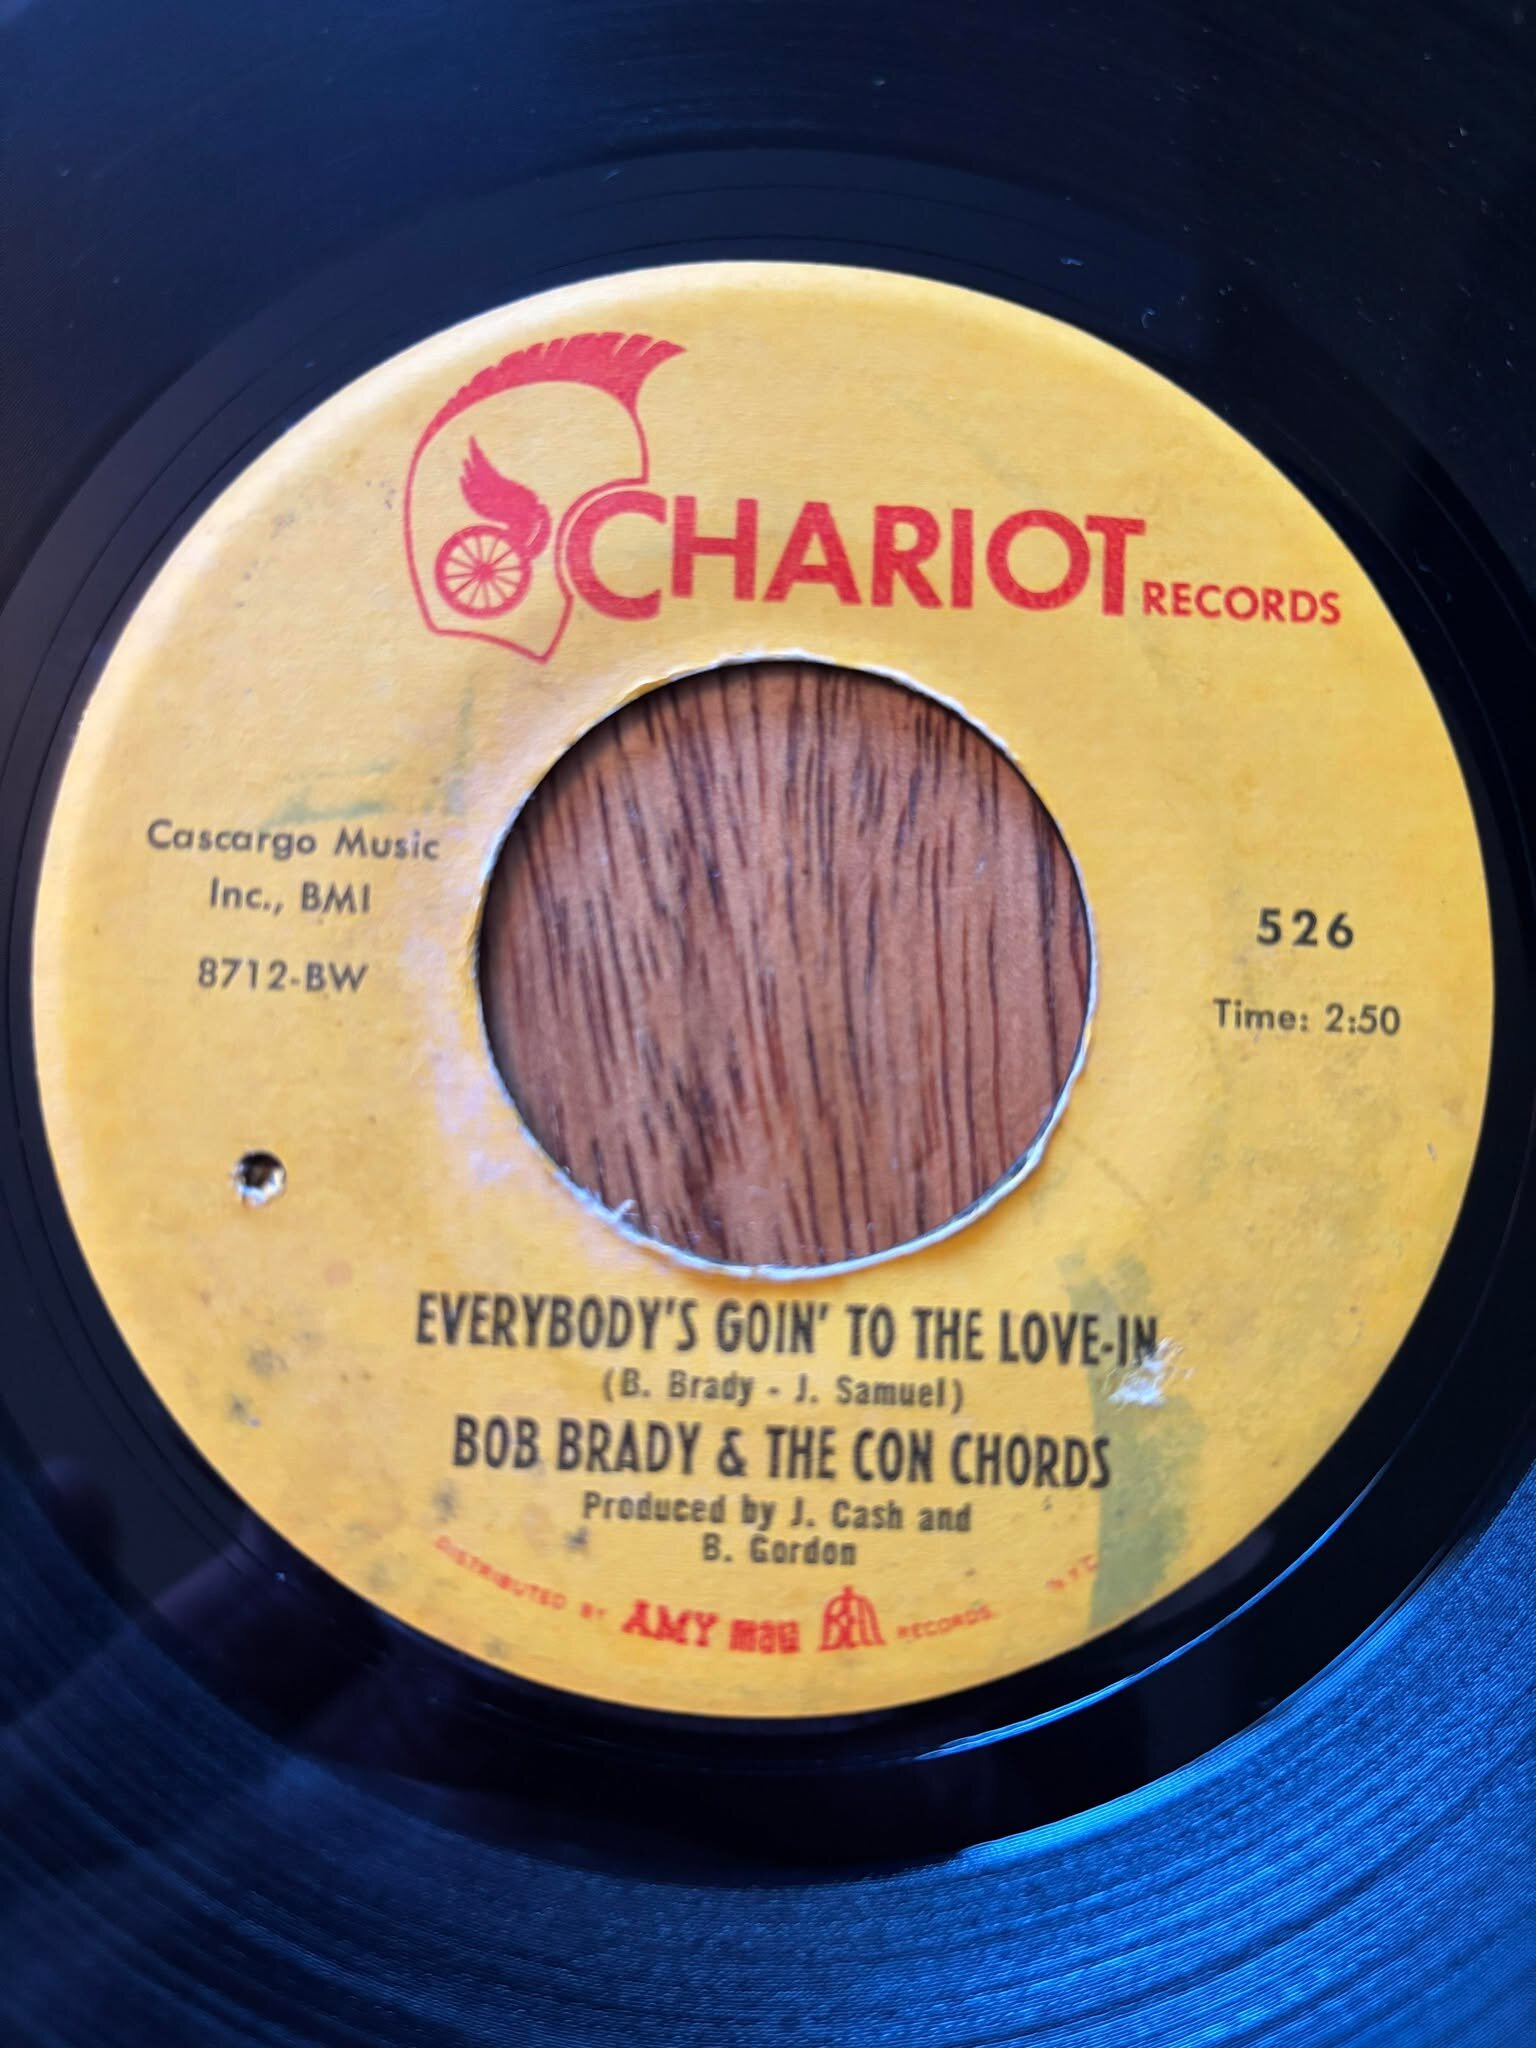 CHARIOT RECORDS
Cascargo Music
Inc., BMI
8712-BW
526
Time: 2:50
EVERYBODY'S GOIN' TO THE LOVE-IN
(B. Brady - J. Samuel)
BOB BRADY & THE CON CHORDS
Produced by J. Cash and
B. Gordon
DISTRIBUTED BY AMY mala Bell RECORDS. N.Y.C.